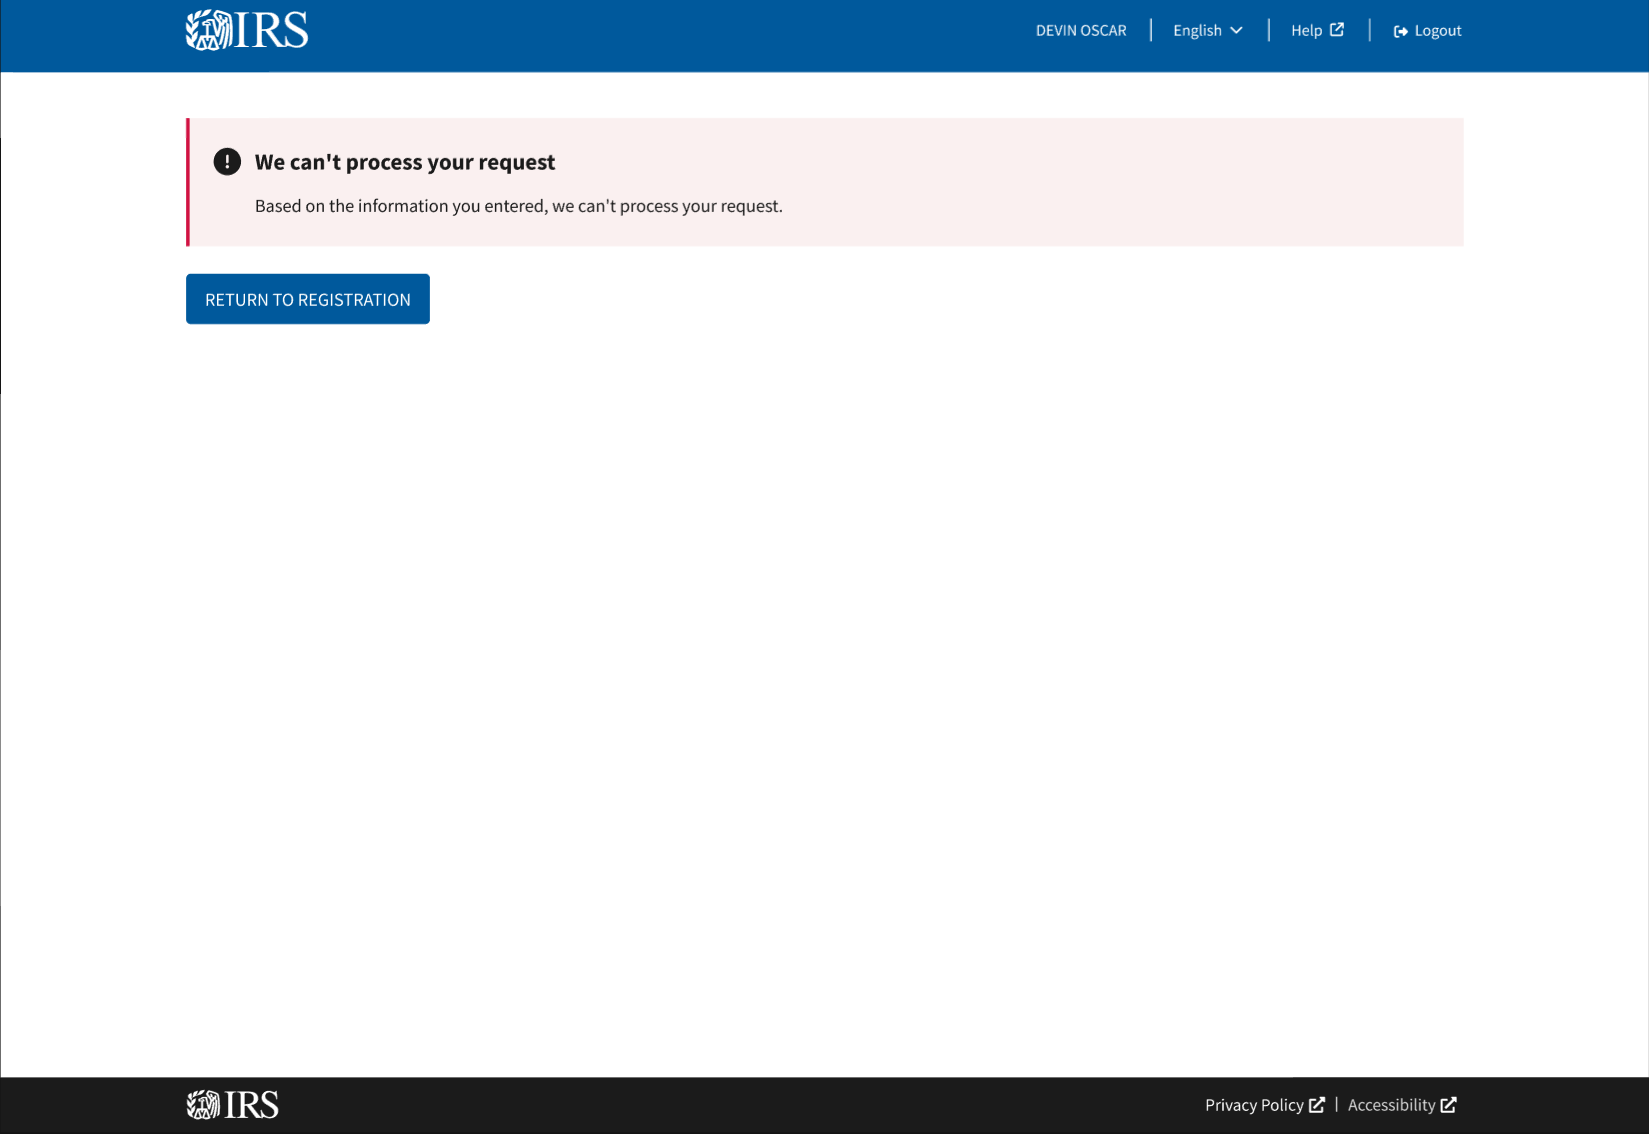 IRS
DEVIN OSCAR
English
Help
Logout
We can't process your request
Based on the information you entered, we can't process your request.
RETURN TO REGISTRATION
IRS
Privacy Policy | Accessibility